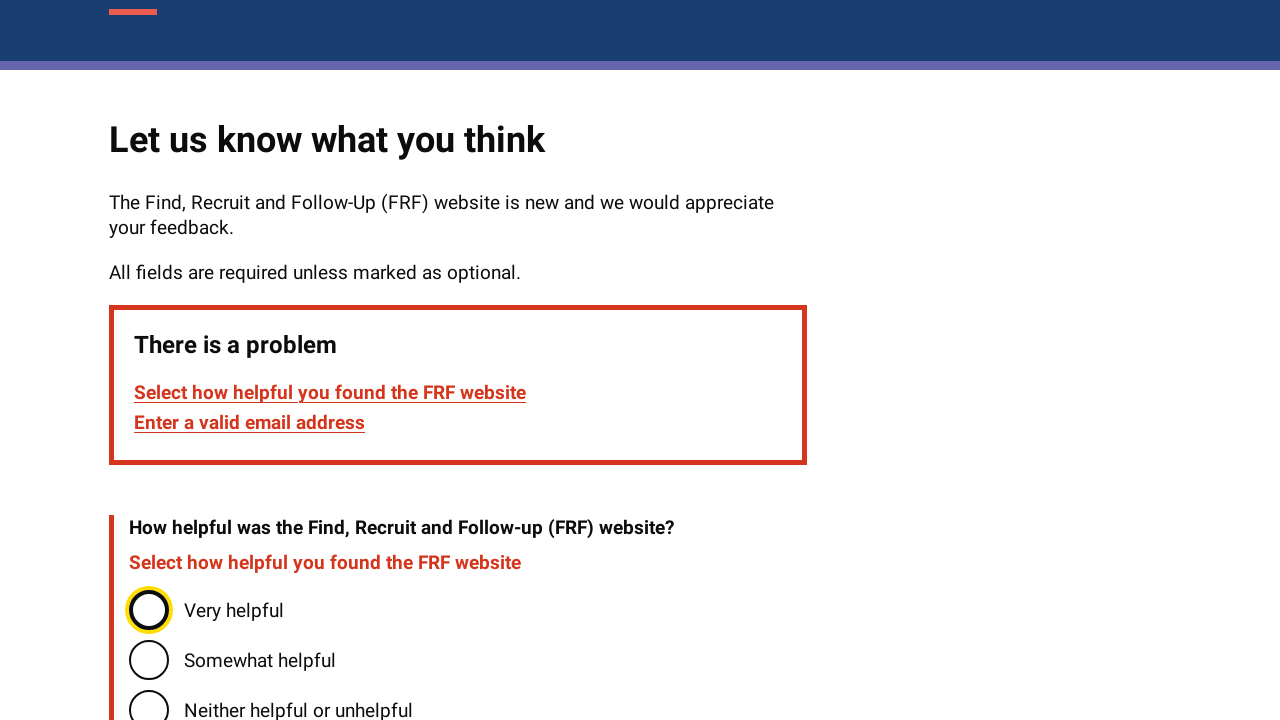 Let us know what you think
The Find, Recruit and Follow-Up (FRF) website is new and we would appreciate
your feedback.
All fields are required unless marked as optional.
There is a problem
Select how helpful you found the FRF website
Enter a valid email address
How helpful was the Find, Recruit and Follow-up (FRF) website?
Select how helpful you found the FRF website
Very helpful
Somewhat helpful
Neither helpful or unhelpful